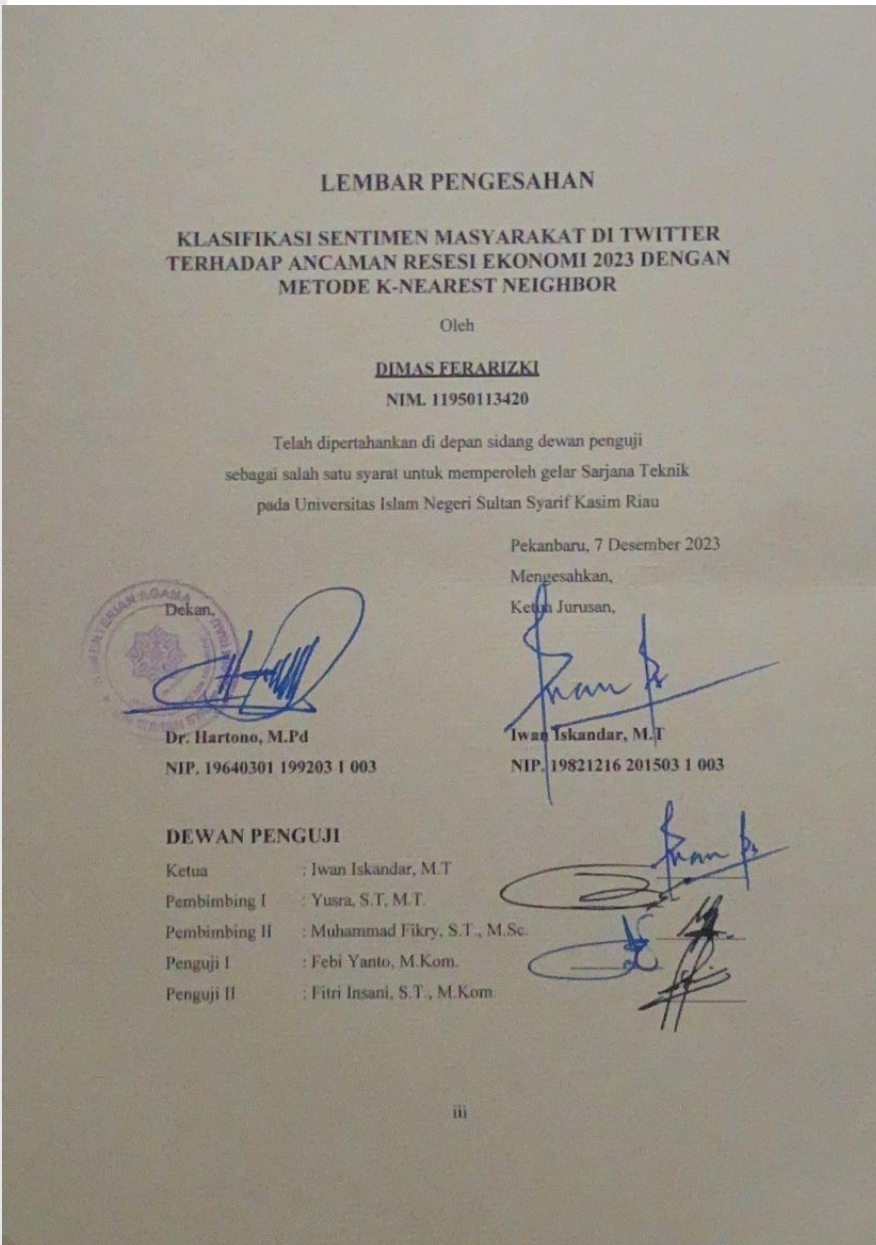 LEMBAR PENGESAHAN
KLASIFIKASI SENTIMEN MASYARAKAT DI TWITTER
TERHADAP ANCAMAN RESESI EKONOMI 2023 DENGAN
METODE K-NEAREST NEIGHBOR
Oleh
DIMAS FERARIZKI
NIM. 11950113420
Telah dipertahankan di depan sidang dewan penguji
sebagai salah satu syarat untuk memperoleh gelar Sarjana Teknik
pada Universitas Islam Negeri Sultan Syarif Kasim Riau
Pekanbaru, 7 Desember 2023
Mengesahkan,
Dekan,
Ketua Jurusan,
KEMENTERIAN AGAMA
Dr. Hartono, M.Pd
NIP. 19640301 199203 1 003
Iwan Iskandar, M.T
NIP. 19821216 201503 1 003
DEWAN PENGUJI
Ketua : Iwan Iskandar, M.T
Pembimbing I : Yusra, S.T, M.T.
Pembimbing II : Muhammad Fikry, S.T., M.Sc.
Penguji I : Febi Yanto, M.Kom.
Penguji II : Fitri Insani, S.T., M.Kom
iii